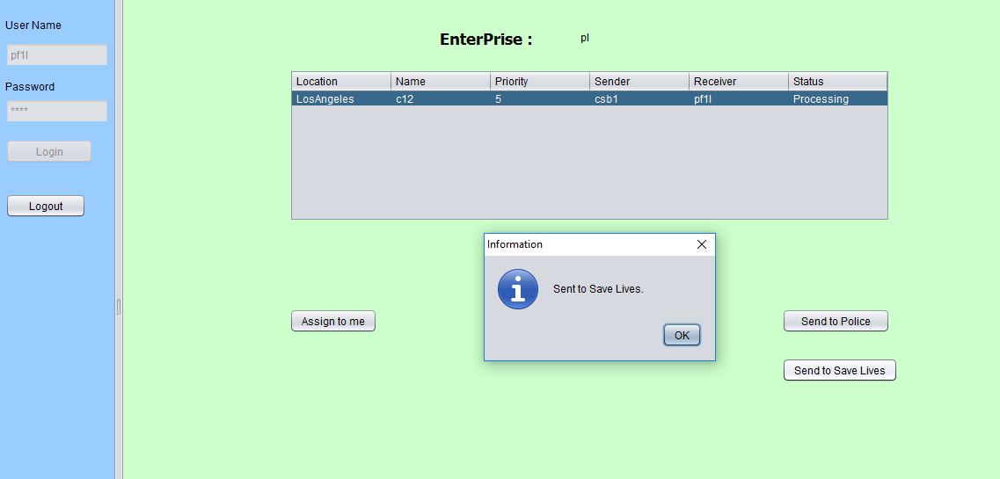 User Name
pf1l
Password
****
Login
Logout
EnterPrise : pl
Location Name Priority Sender Receiver Status
LosAngeles c12 5 csb1 pf1l Processing
Information
Sent to Save Lives.
OK
Assign to me
Send to Police
Send to Save Lives